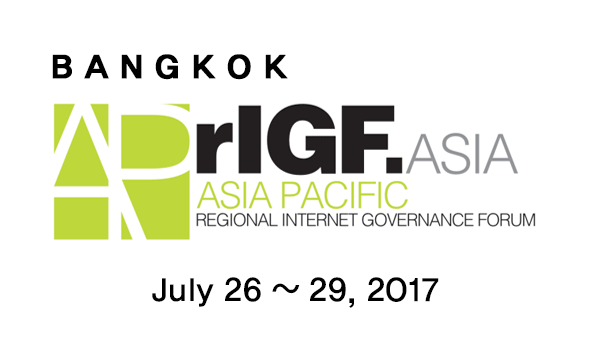 BANGKOK
APrIGF.ASIA
ASIA PACIFIC
REGIONAL INTERNET GOVERNANCE FORUM
July 26 ～ 29, 2017